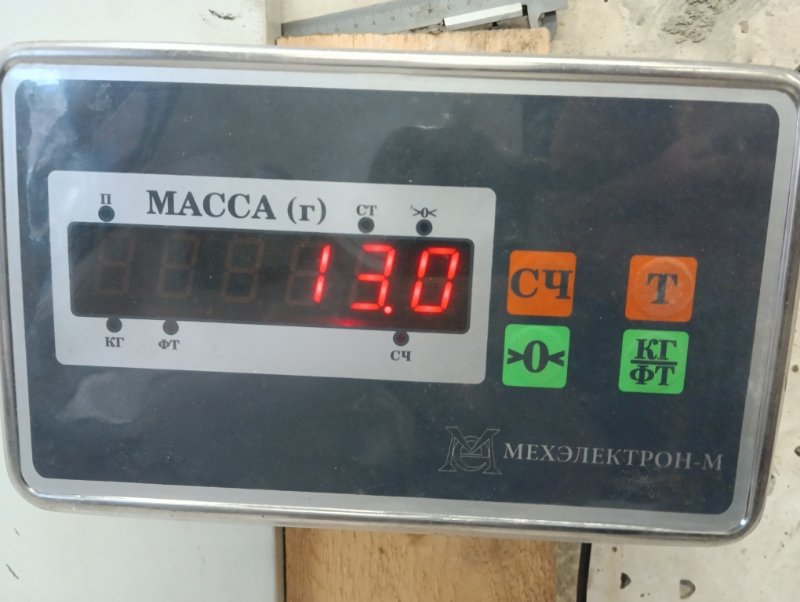 П
МАССА (г)
СТ
>0<
13.0
КГ
ФТ
СЧ
СЧ
Т
>0<
КГ
ФТ
МЕХЭЛЕКТРОН-М